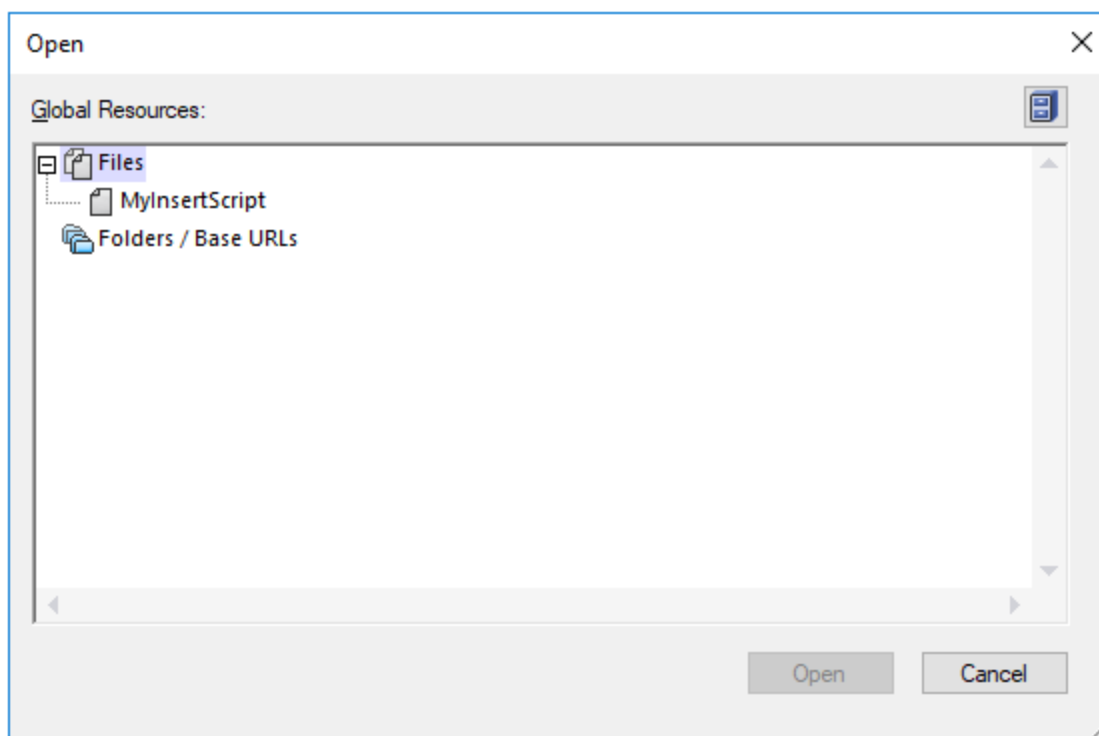 Open
Global Resources:
Files
MyInsertScript
Folders / Base URLs
Open
Cancel